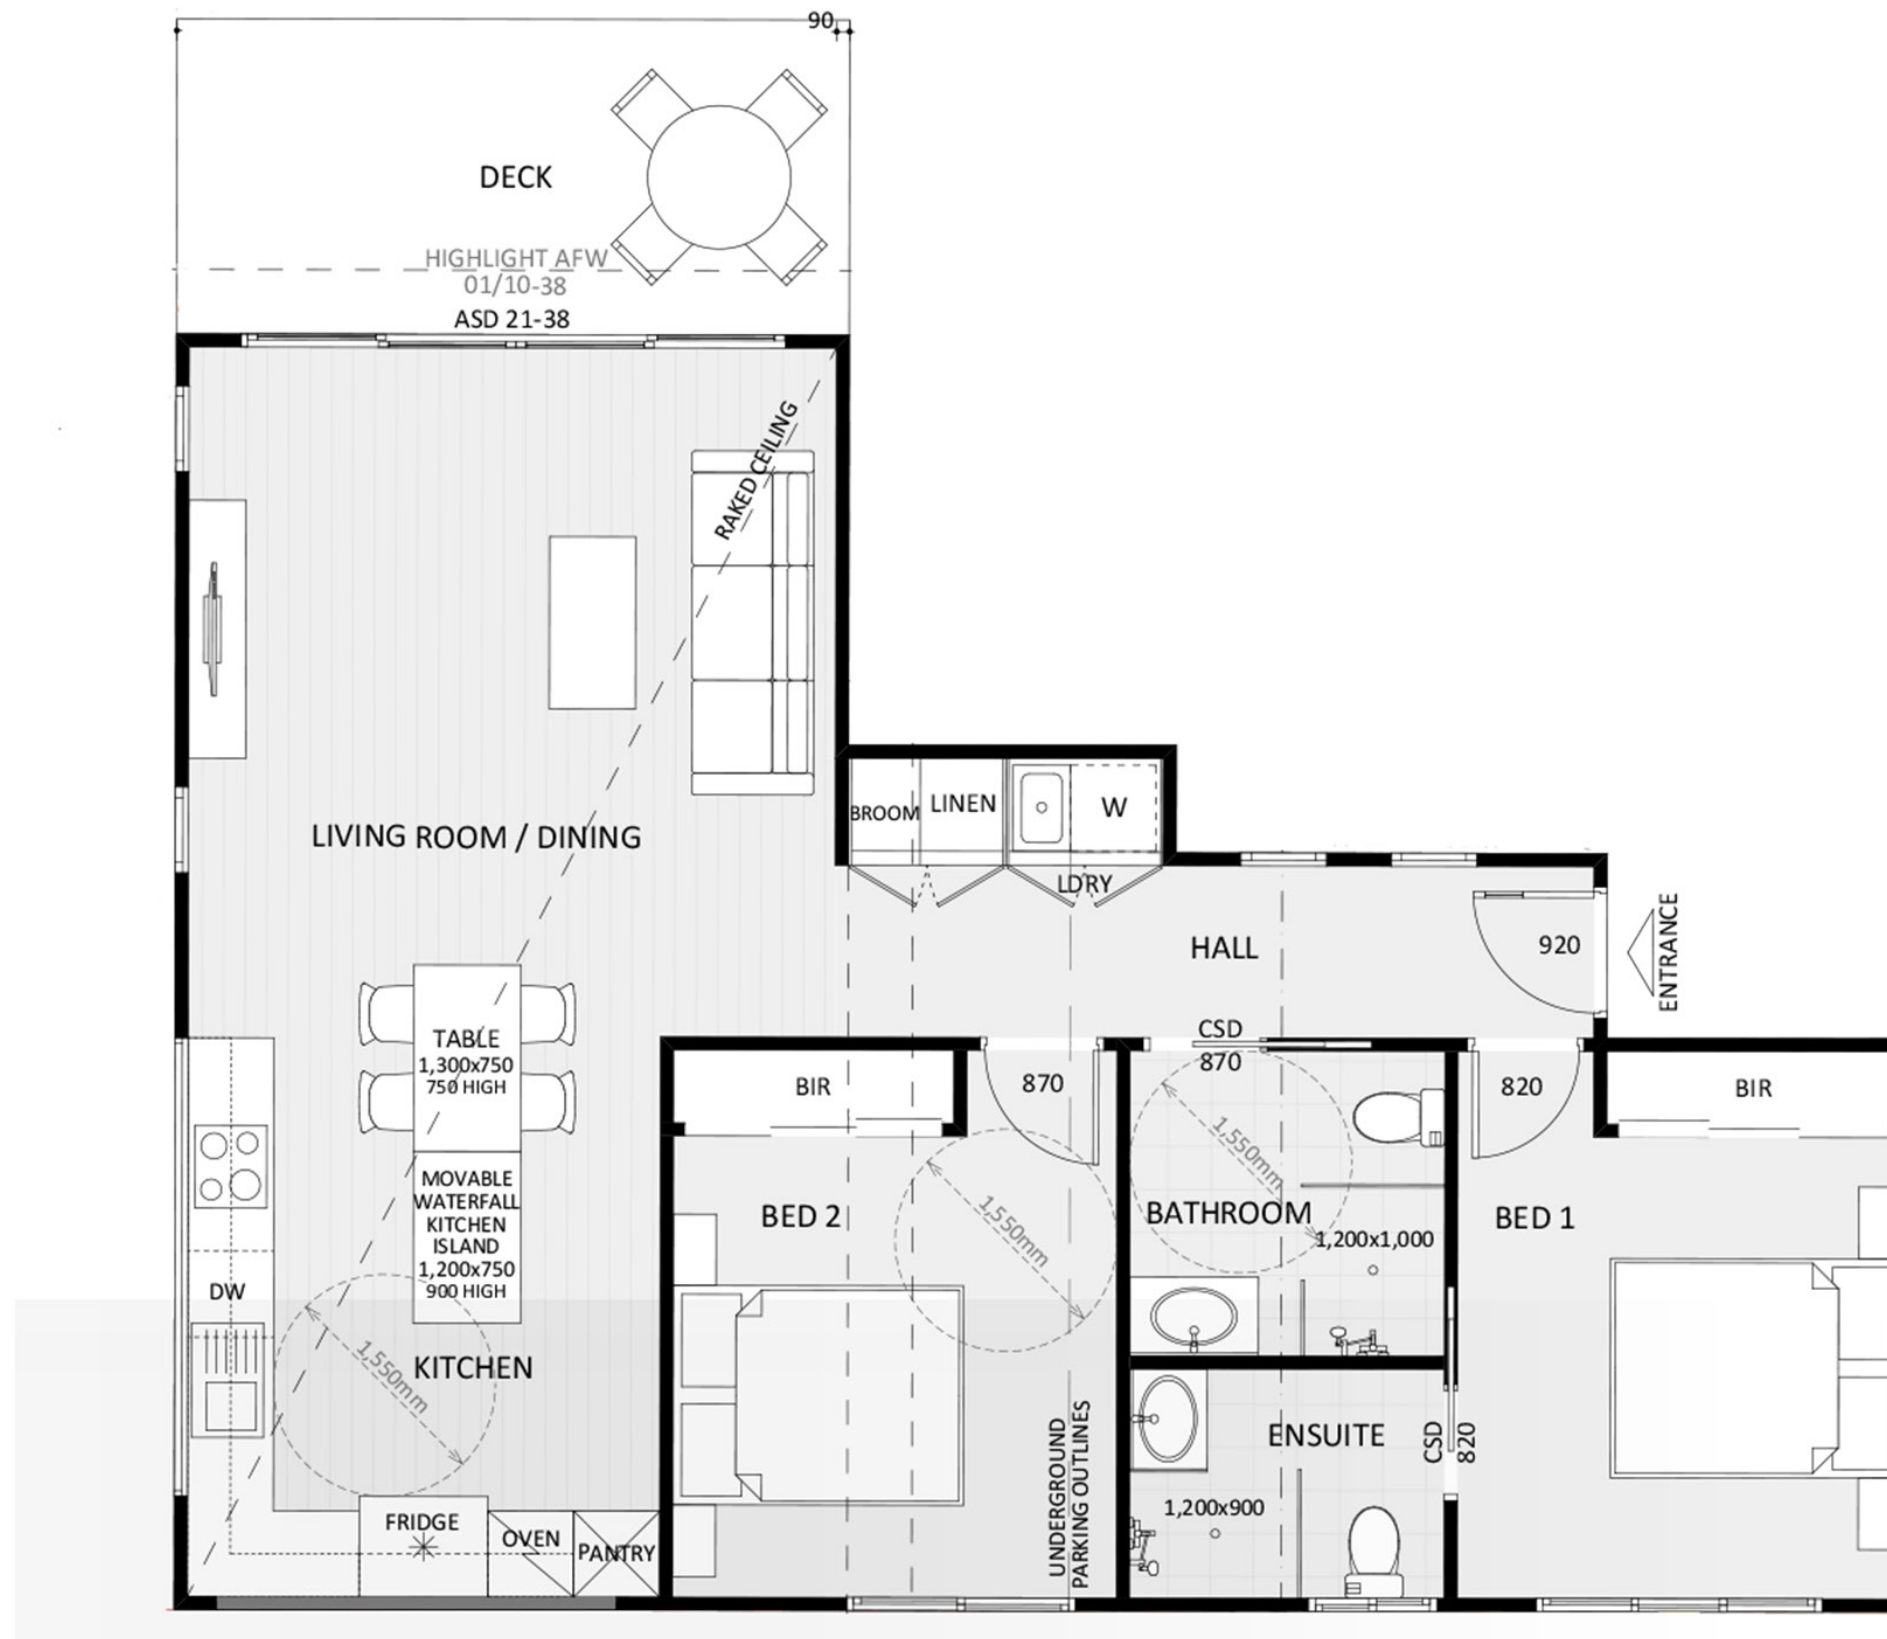 90
DECK
HIGHLIGHT AFW
01/10-38
ASD 21-38
RAKED CEILING
BROOM
LINEN
W
LDRY
LIVING ROOM / DINING
HALL
920
ENTRANCE
CSD
870
TABLE
1,300x750
750 HIGH
BIR
870
820
BIR
1,550mm
MOVABLE
WATERFALL
KITCHEN
ISLAND
1,200x750
900 HIGH
BED 2
1,550mm
BATHROOM
1,200x1,000
BED 1
DW
KITCHEN
1,550mm
UNDERGROUND
PARKING OUTLINES
ENSUITE
CSD
820
1,200x900
FRIDGE
OVEN
PANTRY